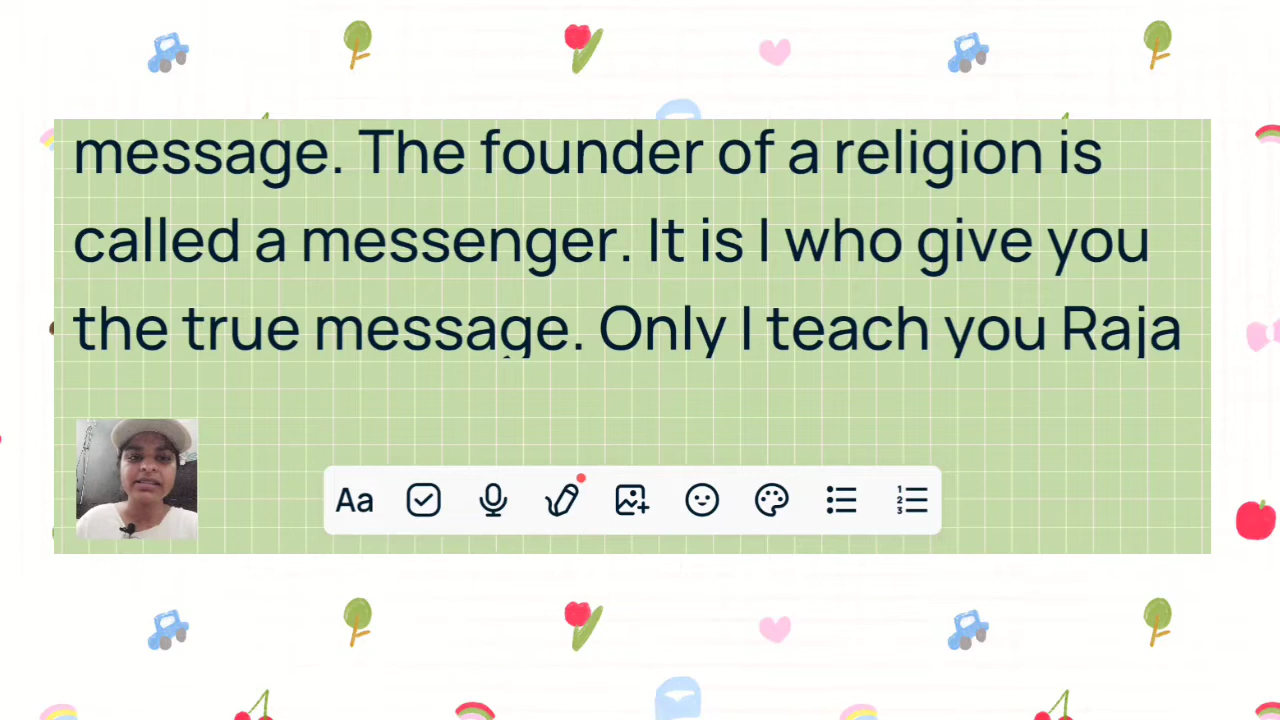 message. The founder of a religion is
called a messenger. It is I who give you
the true message. Only I teach you Raja
Aa